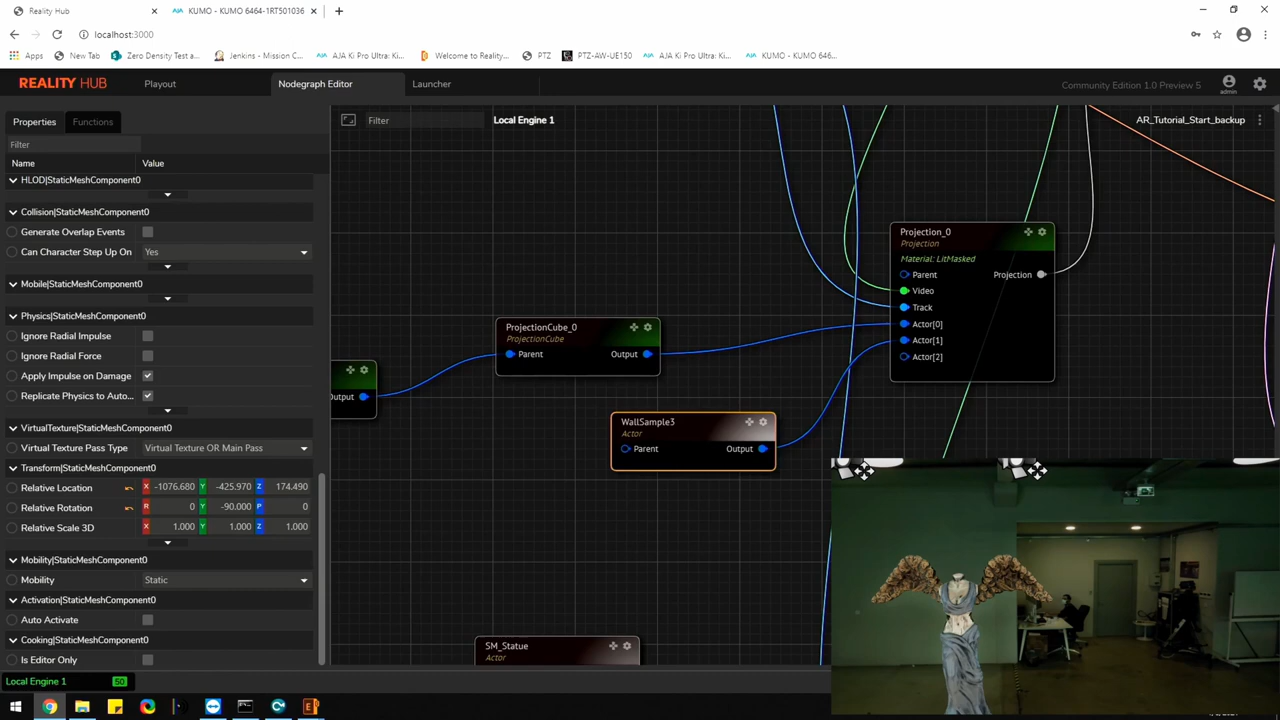 Reality Hub
KUMO - KUMO 6464-1RT501036
localhost:3000
Apps
New Tab
Zero Density Test a...
Jenkins - Mission C...
AJA Ki Pro Ultra: Ki...
Welcome to Reality...
PTZ
PTZ-AW-UE150
AJA Ki Pro Ultra: Ki...
KUMO - KUMO 646...
REALITY HUB
Playout
Nodegraph Editor
Launcher
Community Edition 1.0 Preview 5
admin
Properties
Functions
Filter
Name
Value
HLOD|StaticMeshComponent0
Collision|StaticMeshComponent0
Generate Overlap Events
Can Character Step Up On
Yes
Mobile|StaticMeshComponent0
Physics|StaticMeshComponent0
Ignore Radial Impulse
Ignore Radial Force
Apply Impulse on Damage
Replicate Physics to Auto...
VirtualTexture|StaticMeshComponent0
Virtual Texture Pass Type
Virtual Texture OR Main Pass
Transform|StaticMeshComponent0
Relative Location
X -1076.680 Y -425.970 Z 174.490
Relative Rotation
R 0 Y -90.000 P 0
Relative Scale 3D
X 1.000 Y 1.000 Z 1.000
Mobility|StaticMeshComponent0
Mobility
Static
Activation|StaticMeshComponent0
Auto Activate
Cooking|StaticMeshComponent0
Is Editor Only
Local Engine 1
50
Filter
Local Engine 1
AR_Tutorial_Start_backup
Output
ProjectionCube_0
ProjectionCube
Parent
Output
WallSample3
Actor
Parent
Output
Projection_0
Projection
Material: LitMasked
Parent
Projection
Video
Track
Actor[0]
Actor[1]
Actor[2]
SM_Statue
Actor